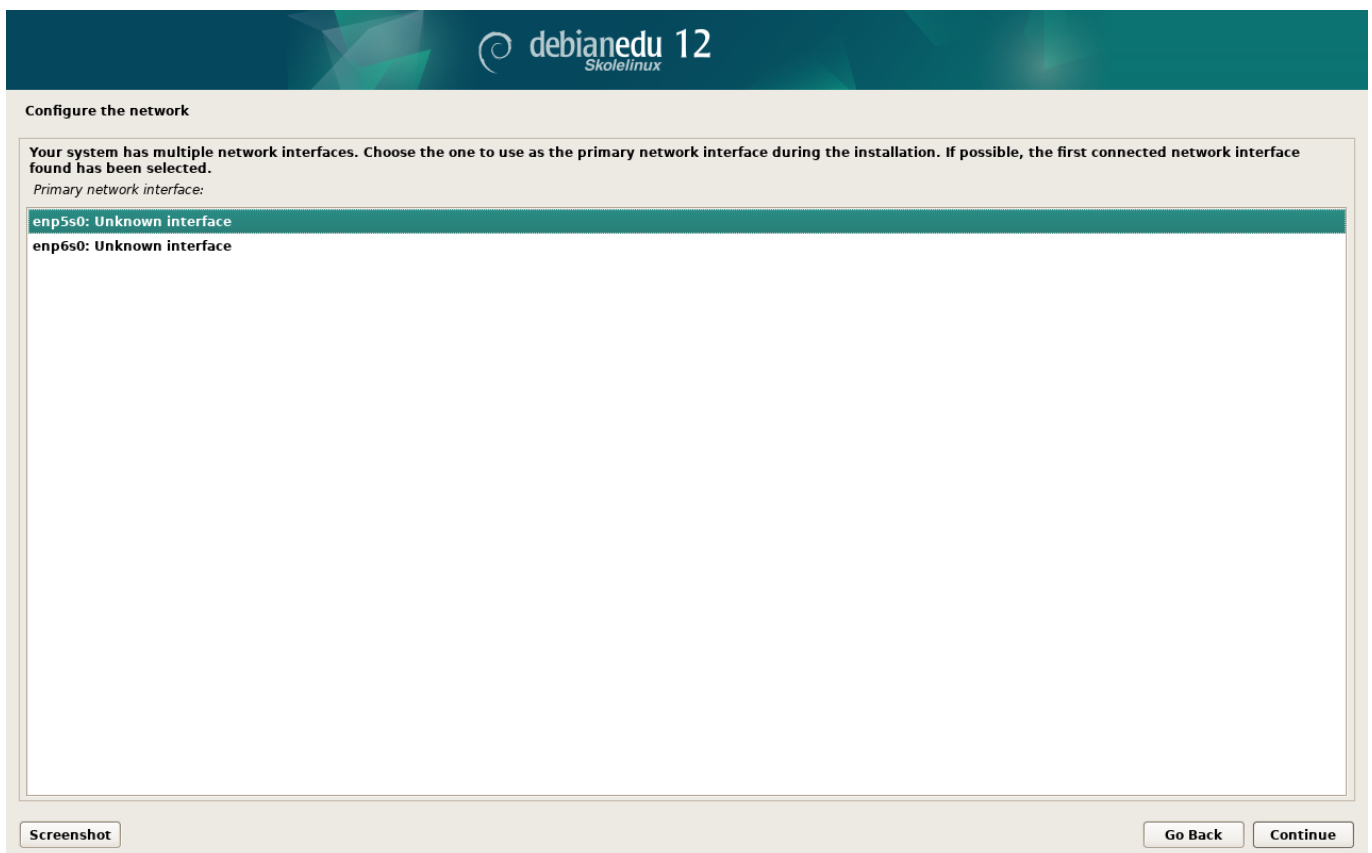 debianedu 12
Skolelinux
Configure the network
Your system has multiple network interfaces. Choose the one to use as the primary network interface during the installation. If possible, the first connected network interface
found has been selected.
Primary network interface:
enp5s0: Unknown interface
enp6s0: Unknown interface
Screenshot
Go Back
Continue